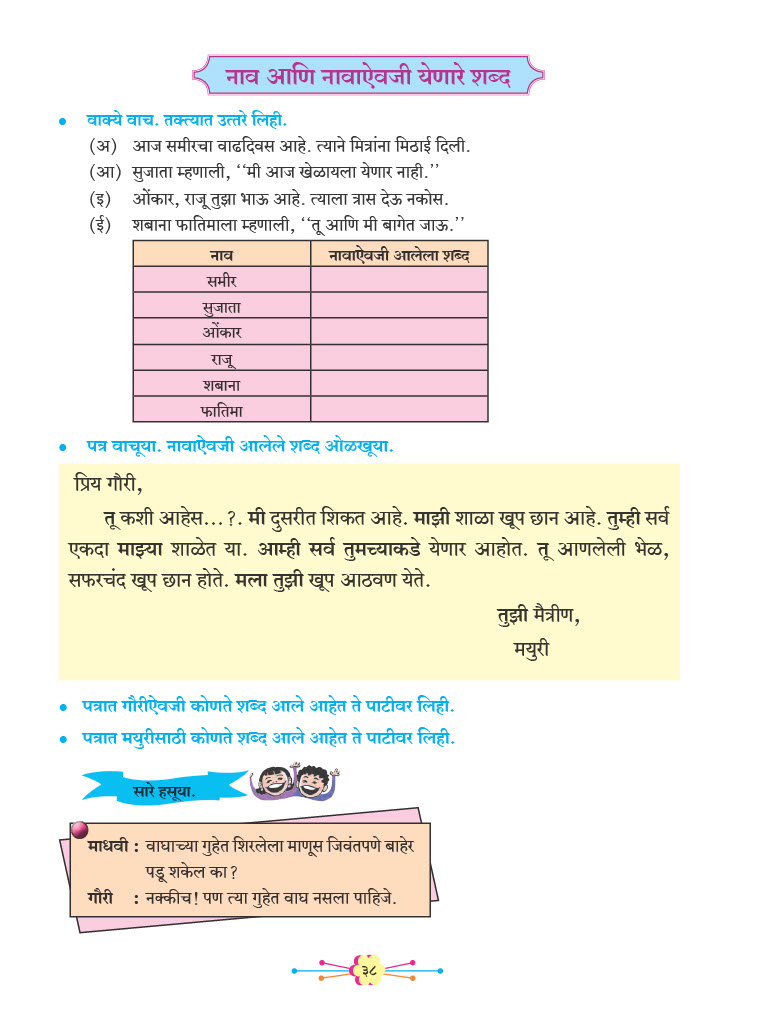 नाव आणि नावाऐवजी येणारे शब्द
• वाक्ये वाच. तक्त्यात उत्तरे लिही.
(अ) आज समीरचा वाढदिवस आहे. त्याने मित्रांना मिठाई दिली.
(आ) सुजाता म्हणाली, ‘‘मी आज खेळायला येणार नाही.’’
(इ) ओंकार, राजू तुझा भाऊ आहे. त्याला त्रास देऊ नकोस.
(ई) शबाना फातिमाला म्हणाली, ‘‘तू आणि मी बागेत जाऊ.’’
नाव नावाऐवजी आलेला शब्द
समीर
सुजाता
ओंकार
राजू
शबाना
फातिमा
• पत्र वाचूया. नावाऐवजी आलेले शब्द ओळखूया.
प्रिय गौरी,
तू कशी आहेस...?. मी दुसरीत शिकत आहे. माझी शाळा खूप छान आहे. तुम्ही सर्व
एकदा माझ्या शाळेत या. आम्ही सर्व तुमच्याकडे येणार आहोत. तू आणलेली भेळ,
सफरचंद खूप छान होते. मला तुझी खूप आठवण येते.
तुझी मैत्रीण,
मयुरी
• पत्रात गौरीऐवजी कोणते शब्द आले आहेत ते पाटीवर लिही.
• पत्रात मयुरीसाठी कोणते शब्द आले आहेत ते पाटीवर लिही.
सारे हसूया.
माधवी : वाघाच्या गुहेत शिरलेला माणूस जिवंतपणे बाहेर
पडू शकेल का?
गौरी : नक्कीच! पण त्या गुहेत वाघ नसला पाहिजे.
३८